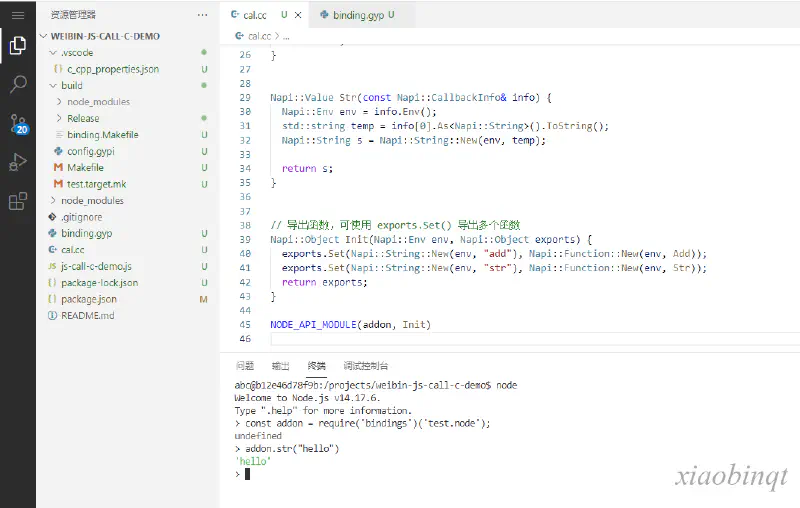 资源管理器 ...
WEIBIN-JS-CALL-C-DEMO
.vscode
c_cpp_properties.json U
build
node_modules
Release
binding.Makefile U
config.gypi U
Makefile U
test.target.mk U
node_modules
.gitignore
binding.gyp U
cal.cc U
js-call-c-demo.js U
package-lock.json U
package.json M
README.md
20
cal.cc U
binding.gyp U
cal.cc > ...
26 }
27
28
29 Napi::Value Str(const Napi::CallbackInfo& info) {
30 Napi::Env env = info.Env();
31 std::string temp = info[0].As<Napi::String>().ToString();
32 Napi::String s = Napi::String::New(env, temp);
33
34 return s;
35 }
36
37
38 // 导出函数，可使用 exports.Set() 导出多个函数
39 Napi::Object Init(Napi::Env env, Napi::Object exports) {
40 exports.Set(Napi::String::New(env, "add"), Napi::Function::New(env, Add));
41 exports.Set(Napi::String::New(env, "str"), Napi::Function::New(env, Str));
42 return exports;
43 }
44
45 NODE_API_MODULE(addon, Init)
46
问题 输出 终端 调试控制台
abc@b12e46d78f9b:/projects/weibin-js-call-c-demo$ node
Welcome to Node.js v14.17.6.
Type ".help" for more information.
> const addon = require('bindings')('test.node');
undefined
> addon.str("hello")
'hello'
>
xiaobinqt